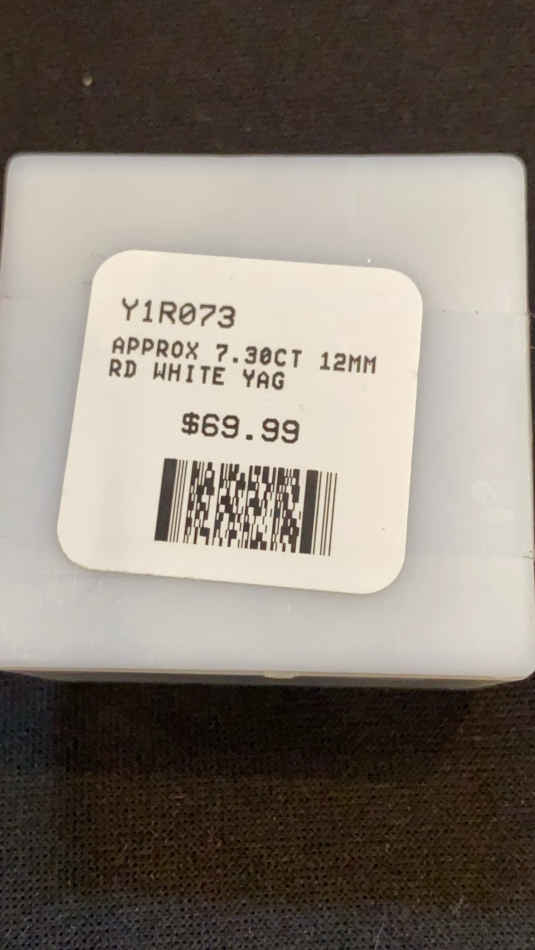 Y1R073
APPROX 7.30CT 12MM
RD WHITE YAG
$69.99